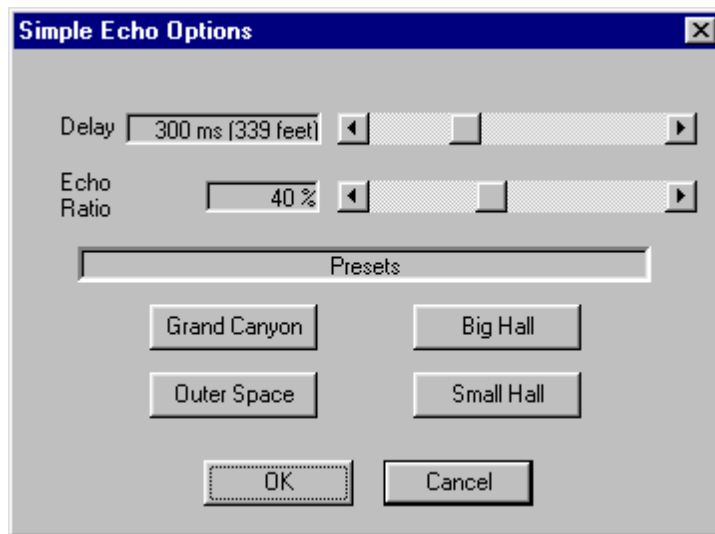 Simple Echo Options
Delay 300 ms (339 feet)
Echo
Ratio 40 %
Presets
Grand Canyon Big Hall
Outer Space Small Hall
OK Cancel